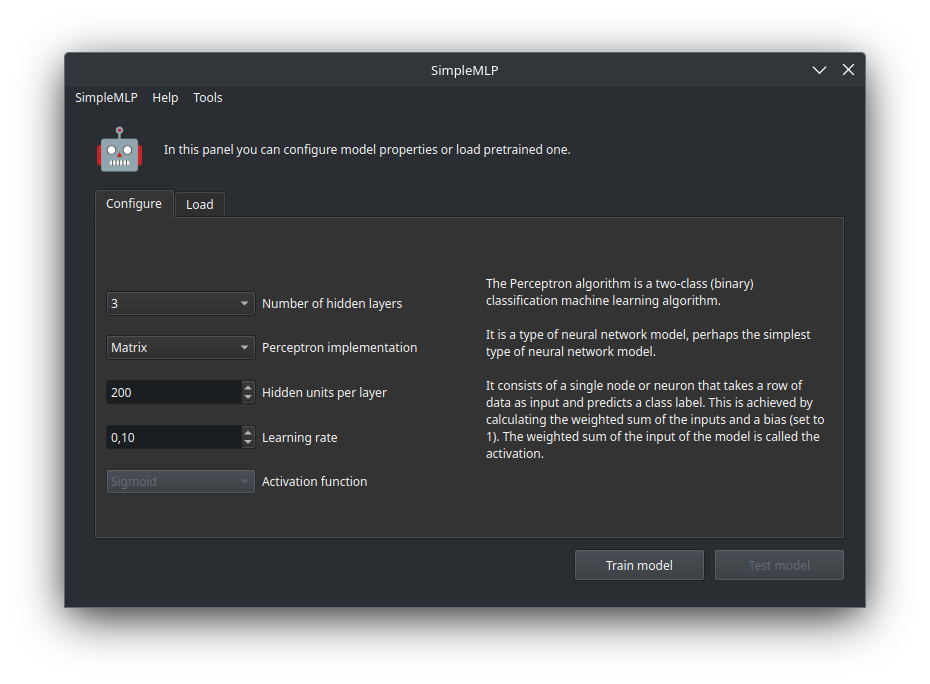 SimpleMLP
SimpleMLP Help Tools
In this panel you can configure model properties or load pretrained one.
Configure Load
3 Number of hidden layers
Matrix Perceptron implementation
200 Hidden units per layer
0,10 Learning rate
Sigmoid Activation function
The Perceptron algorithm is a two-class (binary)
classification machine learning algorithm.
It is a type of neural network model, perhaps the simplest
type of neural network model.
It consists of a single node or neuron that takes a row of
data as input and predicts a class label. This is achieved by
calculating the weighted sum of the inputs and a bias (set to
1). The weighted sum of the input of the model is called the
activation.
Train model Test model